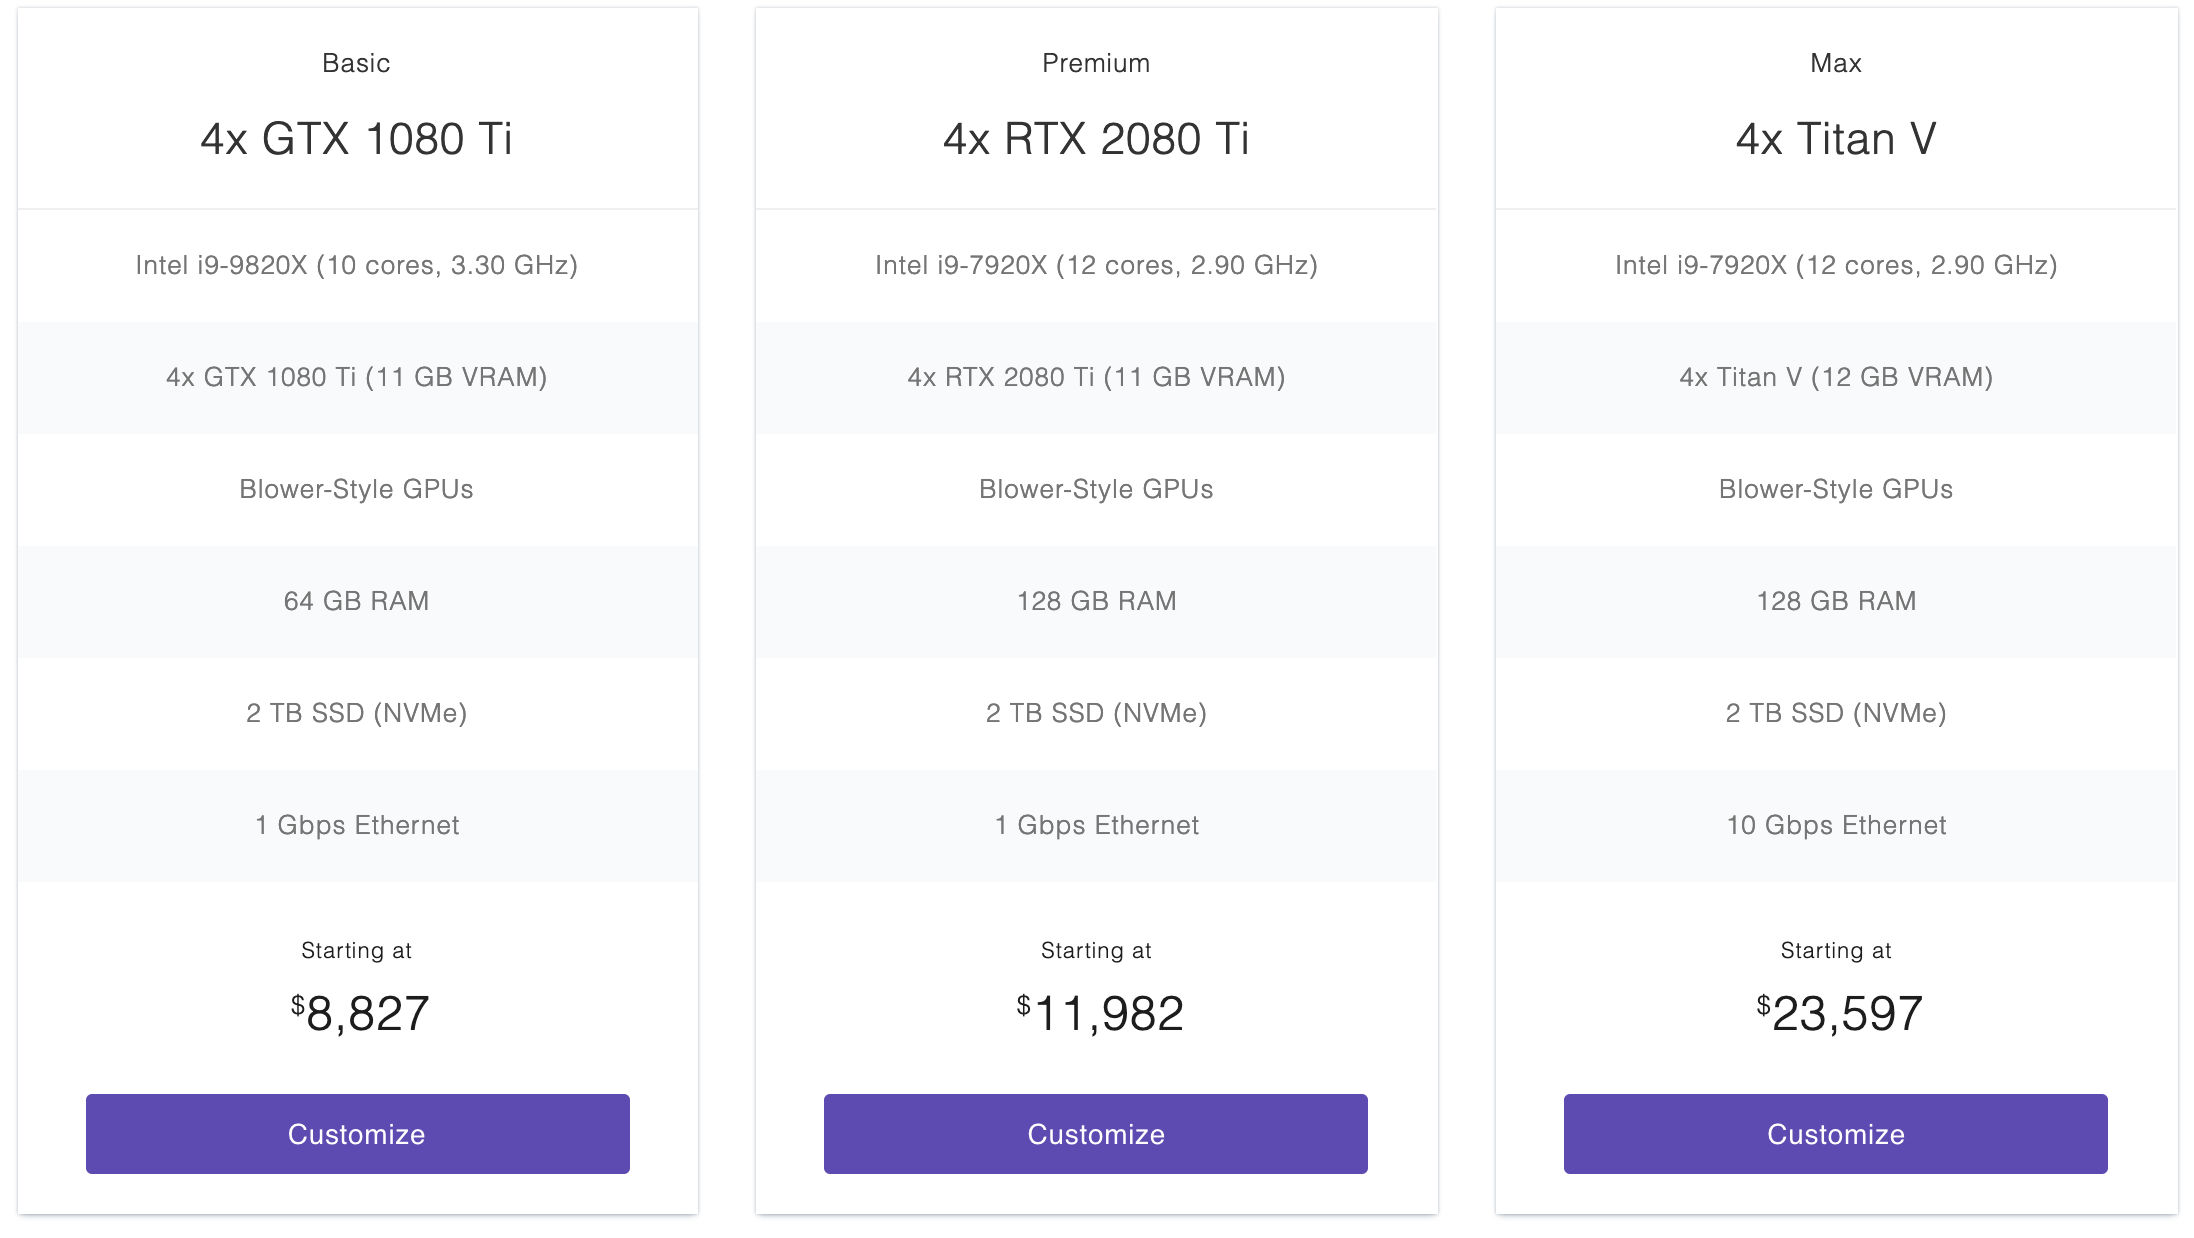 Basic
4x GTX 1080 Ti
Intel i9-9820X (10 cores, 3.30 GHz)
4x GTX 1080 Ti (11 GB VRAM)
Blower-Style GPUs
64 GB RAM
2 TB SSD (NVMe)
1 Gbps Ethernet
Starting at
$8,827
Customize
Premium
4x RTX 2080 Ti
Intel i9-7920X (12 cores, 2.90 GHz)
4x RTX 2080 Ti (11 GB VRAM)
Blower-Style GPUs
128 GB RAM
2 TB SSD (NVMe)
1 Gbps Ethernet
Starting at
$11,982
Customize
Max
4x Titan V
Intel i9-7920X (12 cores, 2.90 GHz)
4x Titan V (12 GB VRAM)
Blower-Style GPUs
128 GB RAM
2 TB SSD (NVMe)
10 Gbps Ethernet
Starting at
$23,597
Customize